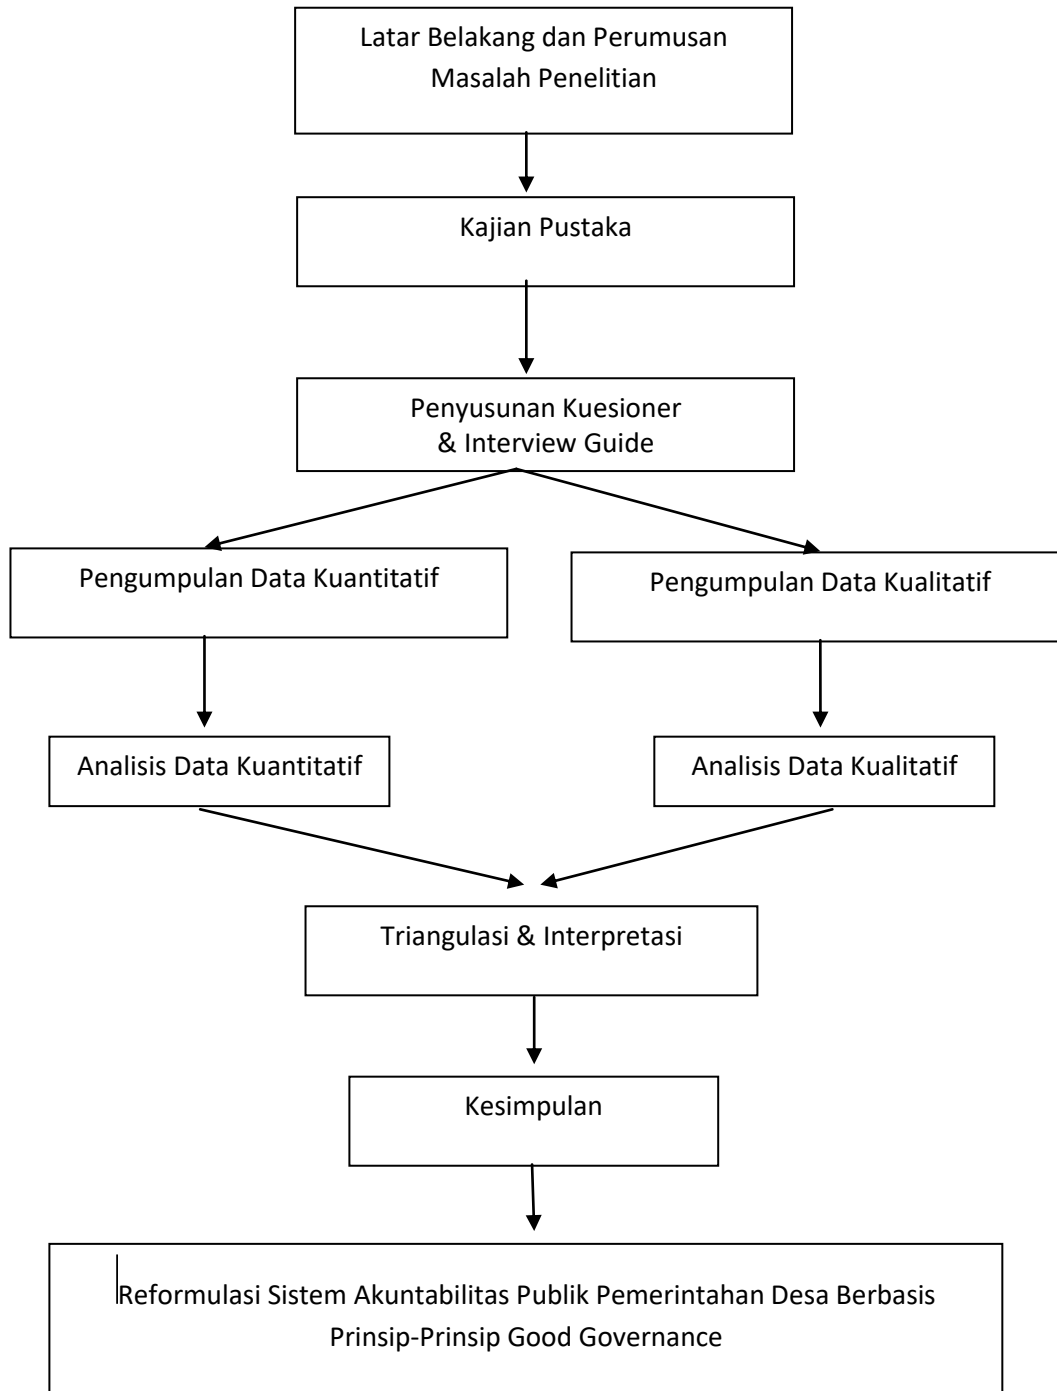 Latar Belakang dan Perumusan
Masalah Penelitian
Kajian Pustaka
Penyusunan Kuesioner
& Interview Guide
Pengumpulan Data Kuantitatif
Pengumpulan Data Kualitatif
Analisis Data Kuantitatif
Analisis Data Kualitatif
Triangulasi & Interpretasi
Kesimpulan
Reformulasi Sistem Akuntabilitas Publik Pemerintahan Desa Berbasis
Prinsip-Prinsip Good Governance